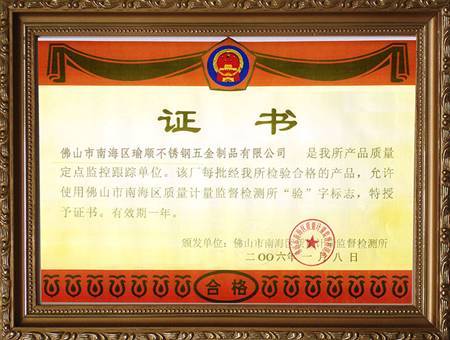 证书
佛山市南海区瑜顺不锈钢五金制品有限公司 是我所产品质量
定点监控跟踪单位。该厂每批经我所检验合格的产品，允许
使用佛山市南海区质量计量监督检测所“验”字标志，特授
予证书。有效期一年。
颁发单位：佛山市南海区 监督检测所
二〇〇六年一月八日
合格